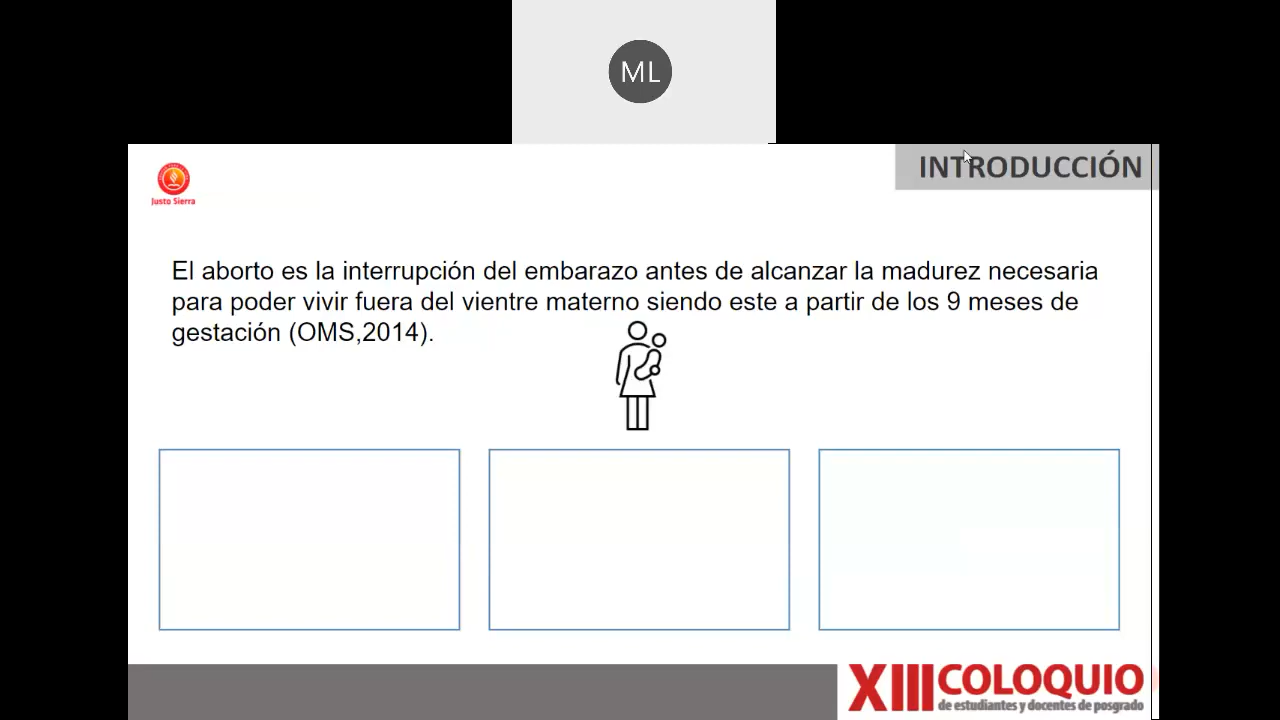 ML
INTRODUCCIÓN
Justo Sierra
El aborto es la interrupción del embarazo antes de alcanzar la madurez necesaria
para poder vivir fuera del vientre materno siendo este a partir de los 9 meses de
gestación (OMS,2014).
XIII COLOQUIO
de estudiantes y docentes de posgrado